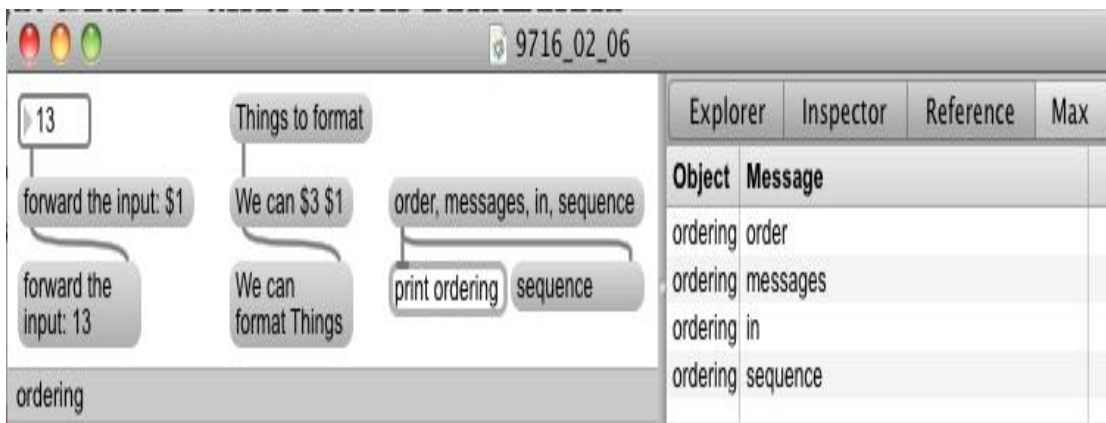 9716_02_06
13
forward the input: $1
forward the
input: 13
Things to format
We can $3 $1
We can
format Things
order, messages, in, sequence
print ordering
sequence
ordering
Explorer Inspector Reference Max
Object Message
ordering order
ordering messages
ordering in
ordering sequence